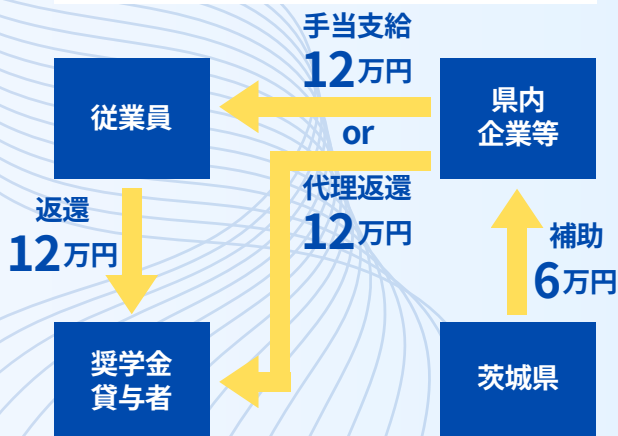 手当支給
12万円
従業員
県内
企業等
or
代理返還
12万円
返還
12万円
補助
6万円
奨学金
貸与者
茨城県